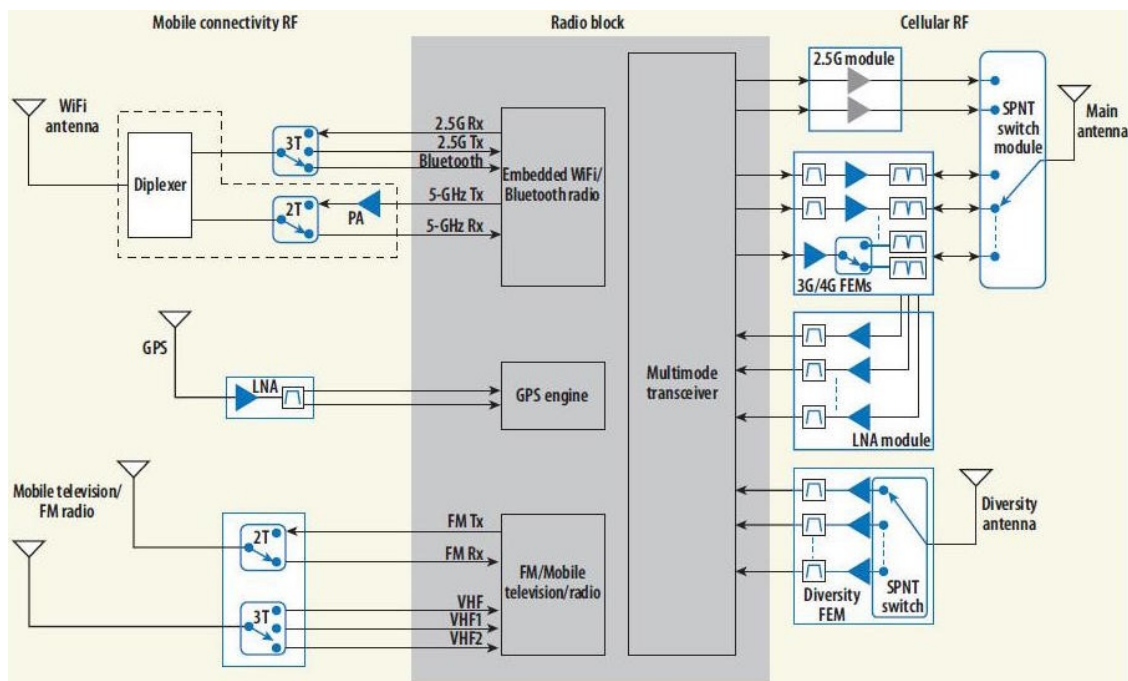 Mobile connectivity RF
Radio block
Cellular RF
WiFi
antenna
Diplexer
3T
2T
PA
2.5G Rx
2.5G Tx
Bluetooth
5-GHz Tx
5-GHz Rx
Embedded WiFi/
Bluetooth radio
GPS
LNA
GPS engine
Mobile television/
FM radio
2T
3T
FM Tx
FM Rx
VHF
VHF1
VHF2
FM/Mobile
television/radio
Multimode
transceiver
2.5G module
SPNT
switch
module
Main
antenna
3G/4G FEMs
LNA module
Diversity
antenna
Diversity
FEM
SPNT
switch